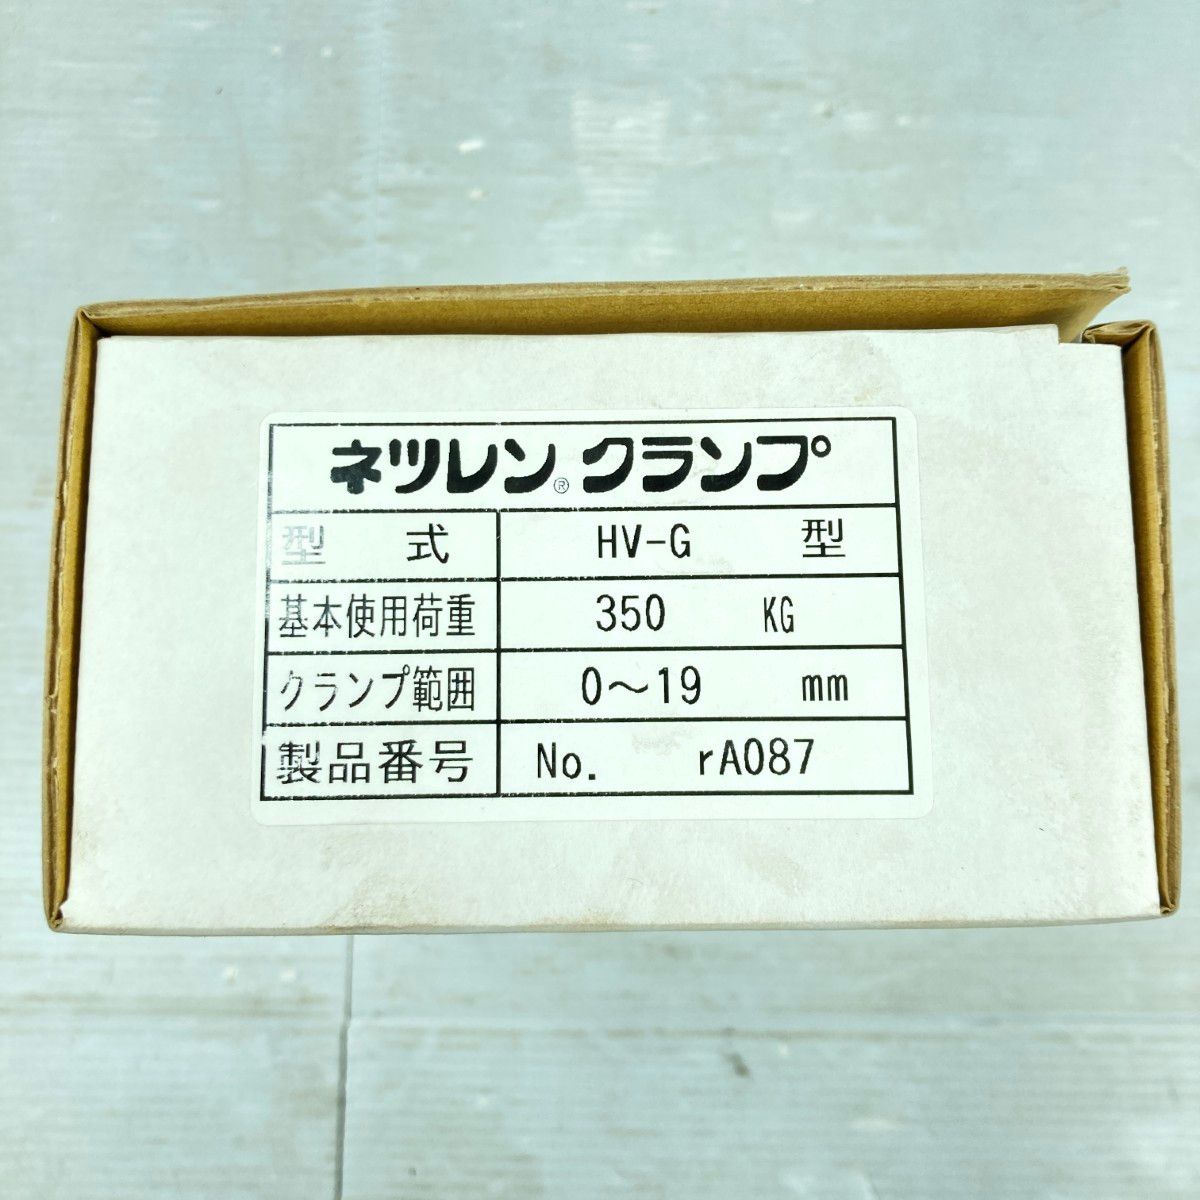 ネツレン® クランプ
型 式 HV-G 型
基本使用荷重 350 KG
クランプ範囲 0～19 mm
製品番号 No. rA087